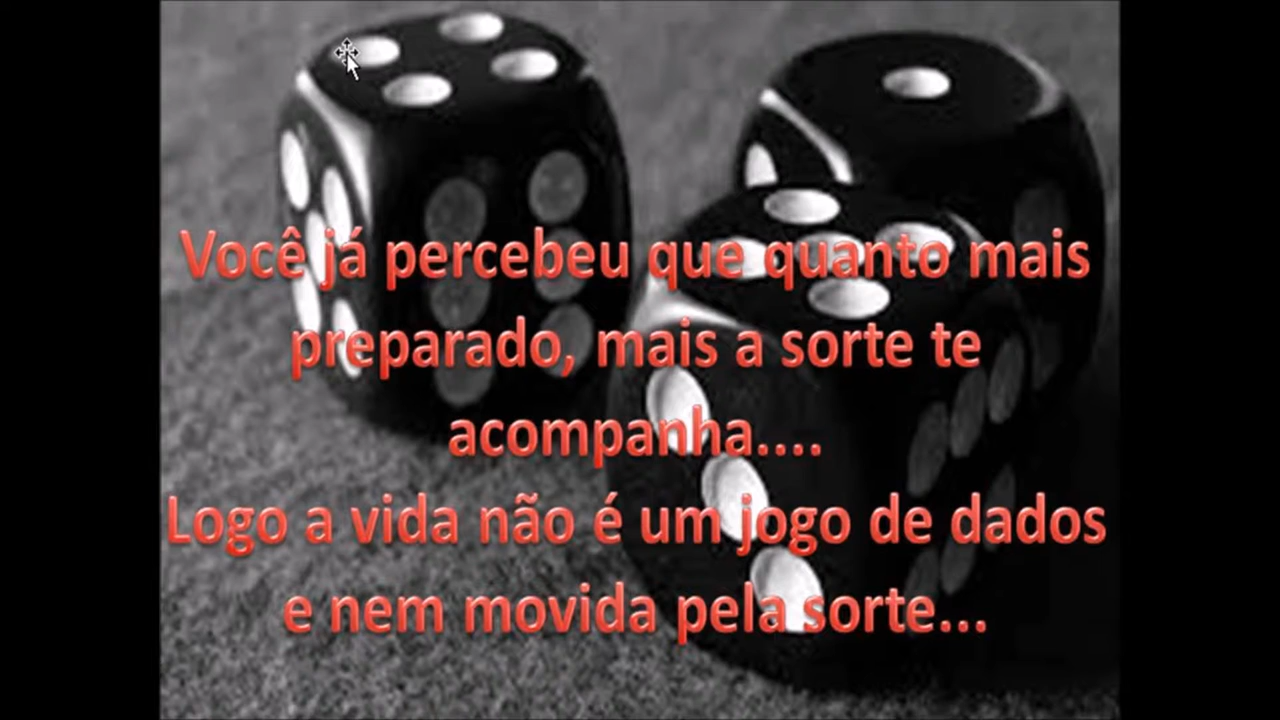 Você já percebeu que quanto mais
preparado, mais a sorte te
acompanha....
Logo a vida não é um jogo de dados
e nem movida pela sorte...